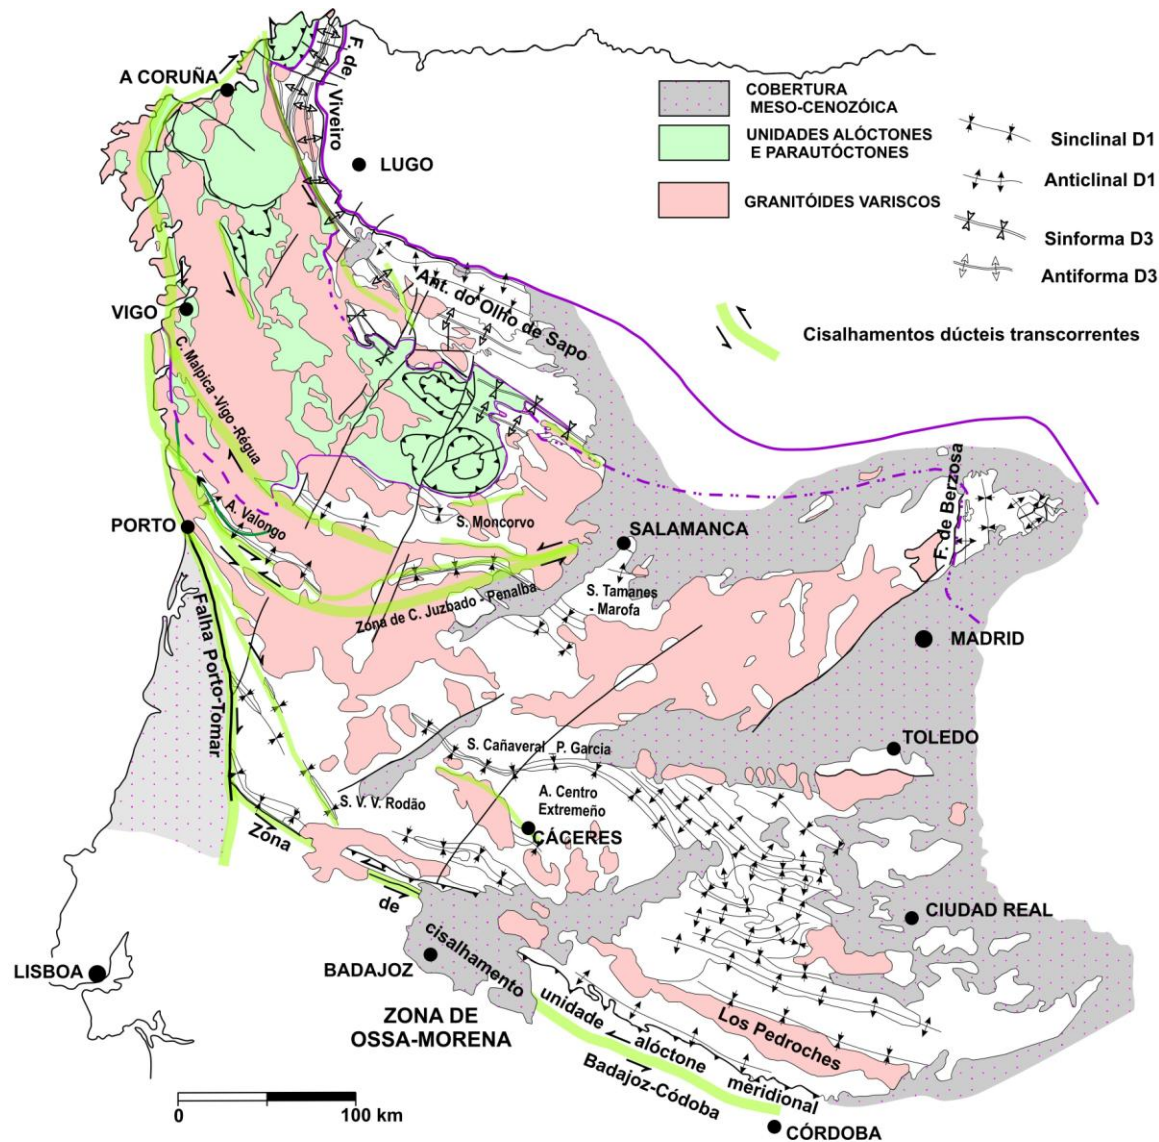 F. de Viveiro
A CORUÑA
LUGO
COBERTURA
MESO-CENOZÓICA
UNIDADES ALÓCTONES
E PARAUTÓCTONES
GRANITÓIDES VARISCOS
Sinclinal D1
Anticlinal D1
Sinforma D3
Antiforma D3
Cisalhamentos dúcteis transcorrentes
Ant. do Olho de Sapo
VIGO
C. Malpica -Vigo -Régua
PORTO
A. Valongo
S. Moncorvo
SALAMANCA
F. de Berzosa
S. Tamanes
- Marofa
Zona de C. Juzbado - Penalba
MADRID
Falha Porto-Tomar
TOLEDO
S. Cañaveral _P. Garcia
A. Centro
Extremeño
S. V. V. Rodão
CÁCERES
CIUDAD REAL
Zona de cisalhamento
BADAJOZ
LISBOA
ZONA DE
OSSA-MORENA
unidade alóctone meridional
Los Pedroches
Badajoz-Códoba
CÓRDOBA
0 100 km